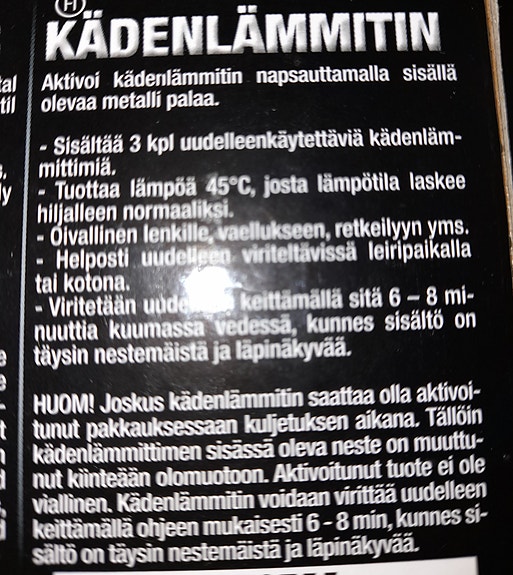 H
KÄDENLÄMMITIN
Aktivoi kädenlämmitin napsauttamalla sisällä
olevaa metalli palaa.
- Sisältää 3 kpl uudelleenkäytettäviä kädenläm-
mittimiä.
- Tuottaa lämpöä 45°C, josta lämpötila laskee
hiljalleen normaaliksi.
- Oivallinen lenkille, vaellukseen, retkeilyyn yms.
- Helposti uudelleen viriteltävissä leiripaikalla
tai kotona.
- Viritetään keittämällä sitä 6 – 8 mi-
nuuttia kuumassa vedessä, kunnes sisältö on
täysin nestemäistä ja läpinäkyvää.
HUOM! Joskus kädenlämmitin saattaa olla aktivoi-
tunut pakkauksessaan kuljetuksen aikana. Tällöin
kädenlämmittimen sisässä oleva neste on muuttu-
nut kiinteään olomuotoon. Aktivoitunut tuote ei ole
viallinen. Kädenlämmitin voidaan virittää uudelleen
keittämällä ohjeen mukaisesti 6 - 8 min, kunnes si-
sältö on täysin nestemäistä ja läpinäkyvää.